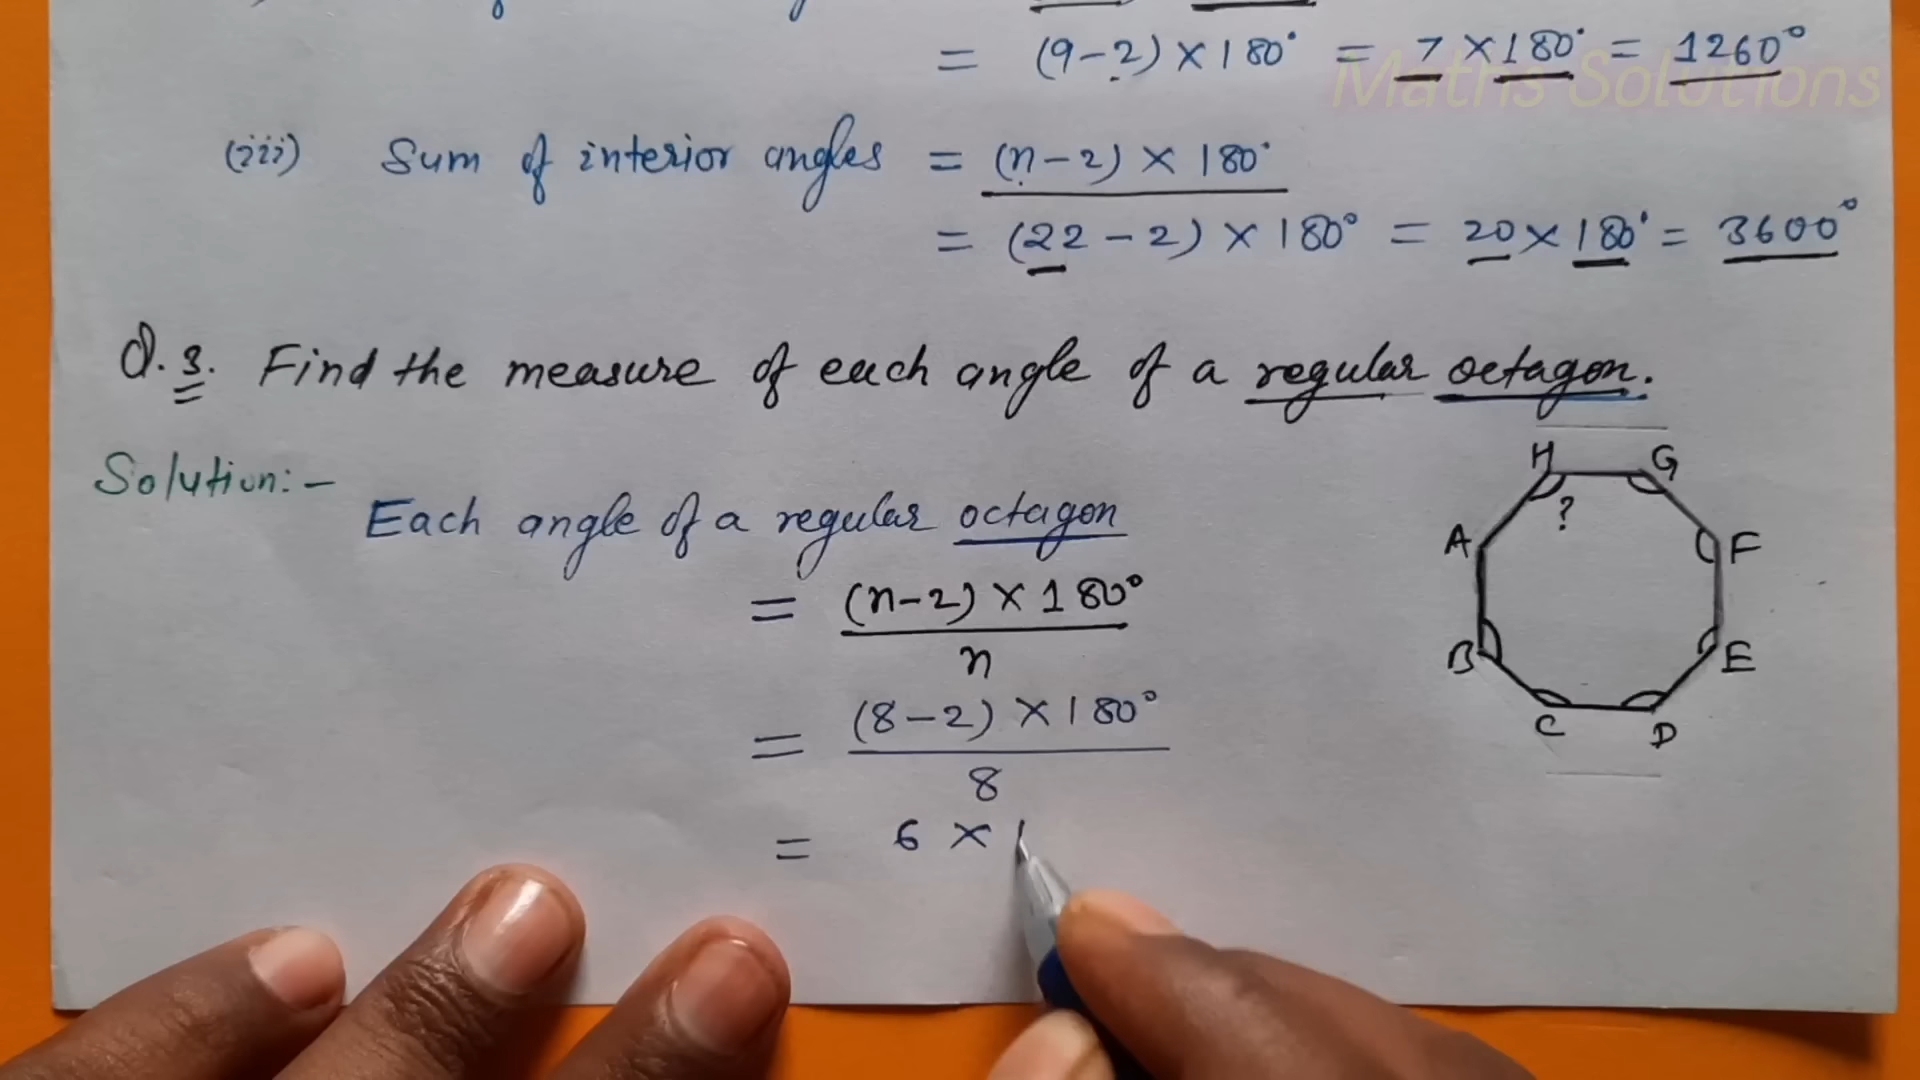 = (9-2) × 180° = 7 × 180° = 1260°
Maths Solutions
(iii) Sum of interior angles = (n-2) × 180°
= (22-2) × 180° = 20 × 180° = 3600°
Q.3. Find the measure of each angle of a regular octagon.
Solution:-
Each angle of a regular octagon
= (n-2) × 180°
n
= (8-2) × 180°
8
= 6 × 1
H G
?
A F
B E
C D